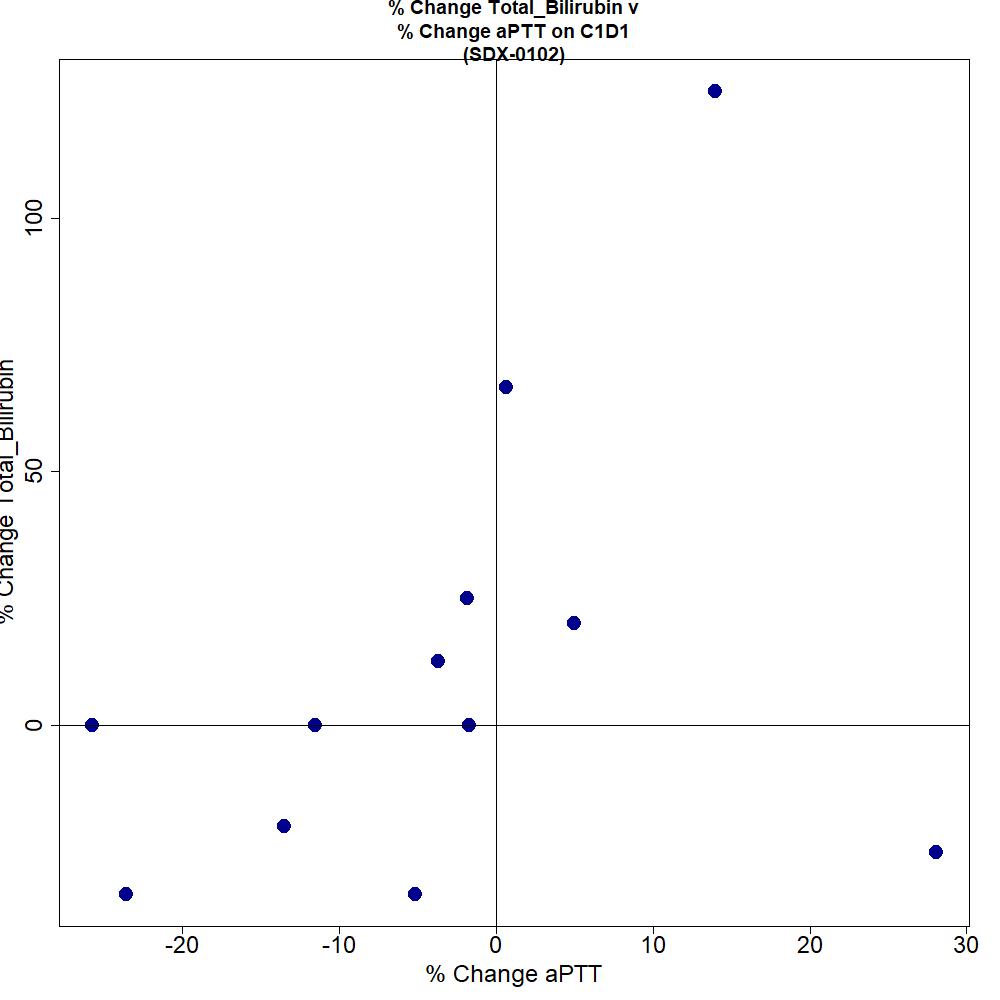 % Change Total_Bilirubin v
% Change aPTT on C1D1
(SDX-0102)
% Change Total_Bilirubin
100
50
0
-20
-10
0
10
20
30
% Change aPTT